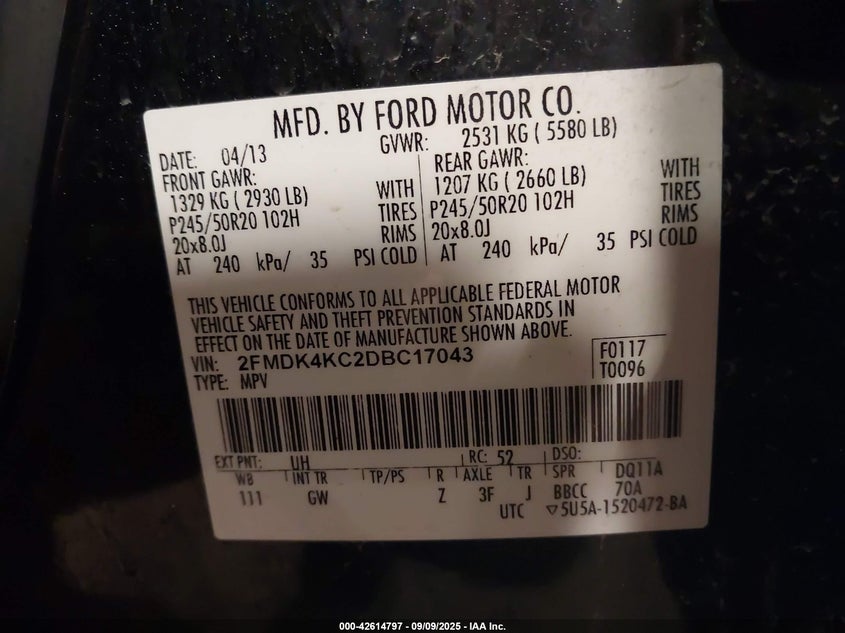 MFD. BY FORD MOTOR CO.
DATE: 04/13 GVWR: 2531 KG ( 5580 LB)
FRONT GAWR: REAR GAWR:
1329 KG ( 2930 LB) WITH 1207 KG ( 2660 LB) WITH
P245/50R20 102H TIRES P245/50R20 102H TIRES
20x8.0J RIMS 20x8.0J RIMS
AT 240 kPa/ 35 PSI COLD AT 240 kPa/ 35 PSI COLD
THIS VEHICLE CONFORMS TO ALL APPLICABLE FEDERAL MOTOR
VEHICLE SAFETY AND THEFT PREVENTION STANDARDS IN
EFFECT ON THE DATE OF MANUFACTURE SHOWN ABOVE.
VIN: 2FMDK4KC2DBC17043 F0117
TYPE: MPV T0096
EXT PNT: UH RC: 52 DSO:
WB INT TR TP/PS R AXLE TR SPR DQ11A
111 GW Z 3F J BBCC 70A
UTC ▽5U5A-1520472-BA
000-42614797 - 09/09/2025 - IAA Inc.